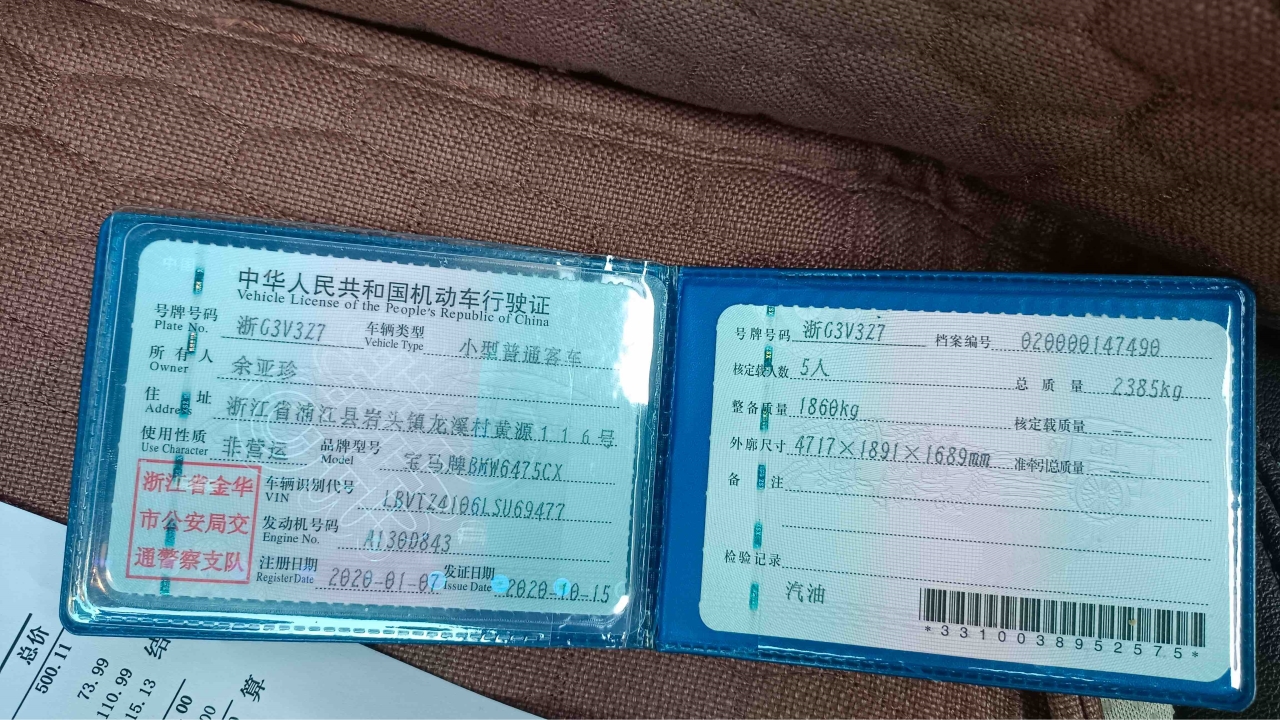 中华人民共和国机动车行驶证
Vehicle License of the People's Republic of China
号牌号码 浙G3V3Z7 车辆类型 小型普通客车
Plate No. Vehicle Type
所有人 余亚珍
Owner
住址 浙江省浦江县岩头镇龙溪村黄源116号
Address
使用性质 非营运 品牌型号 宝马牌BMW6475CX
Use Character Model
浙江省金华
市公安局交
通警察支队
车辆识别代号 LBVTZ4106LSU69477
VIN
发动机号码 A130D843
Engine No.
注册日期 2020-01-07 发证日期 2020-10-15
Register Date Issue Date
号牌号码 浙G3V3Z7 档案编号 020000147490
核定载人数 5人 总质量 2385kg
整备质量 1860kg 核定载质量 --
外廓尺寸 4717×1891×1689mm 准牵引总质量 --
备注
检验记录
汽油
*3310038952575*
总价
500.11
73.99
110.99
15.13
结
算